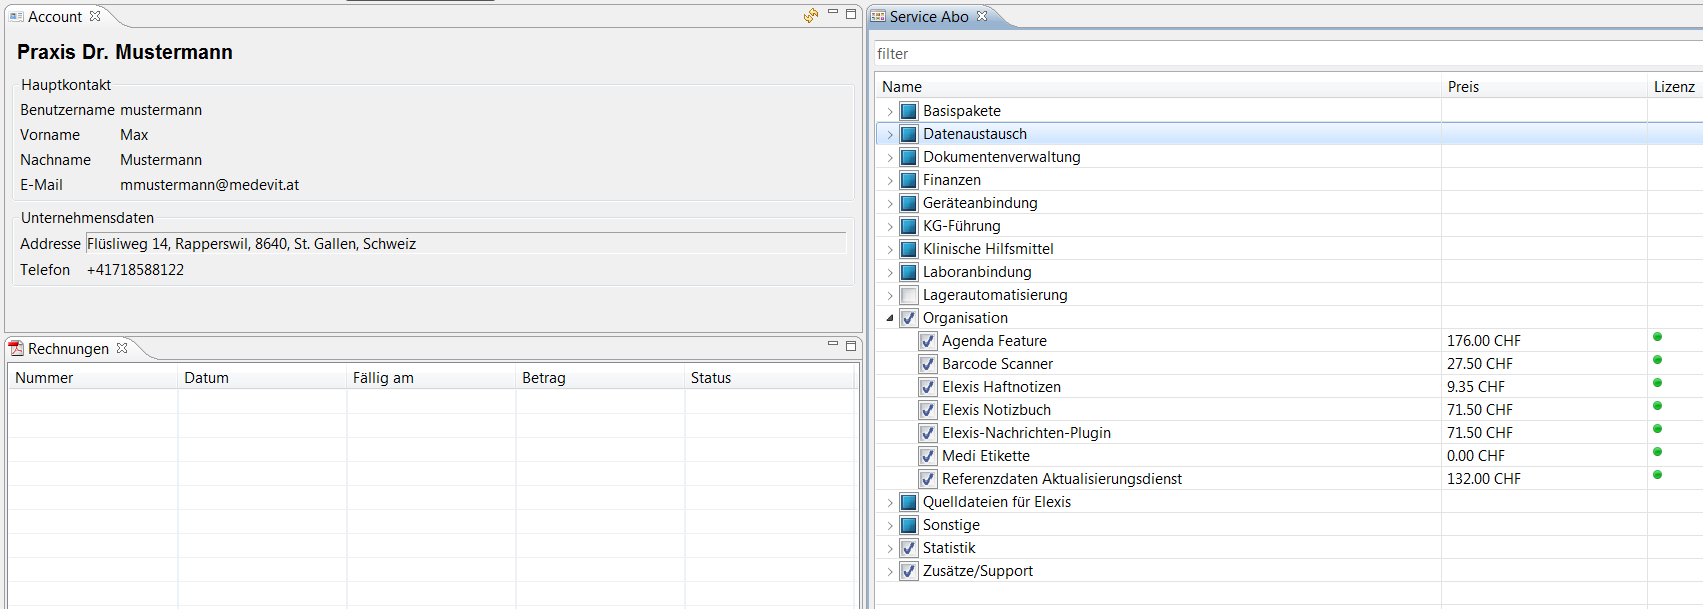 Account
Praxis Dr. Mustermann
Hauptkontakt
Benutzername mustermann
Vorname Max
Nachname Mustermann
E-Mail mmustermann@medevit.at
Unternehmensdaten
Addresse Flüsliweg 14, Rapperswil, 8640, St. Gallen, Schweiz
Telefon +41718588122
Rechnungen
Nummer Datum Fällig am Betrag Status
Service Abo
filter
Name Preis Lizenz
Basispakete
Datenaustausch
Dokumentenverwaltung
Finanzen
Geräteanbindung
KG-Führung
Klinische Hilfsmittel
Laboranbindung
Lagerautomatisierung
Organisation
Agenda Feature 176.00 CHF
Barcode Scanner 27.50 CHF
Elexis Haftnotizen 9.35 CHF
Elexis Notizbuch 71.50 CHF
Elexis-Nachrichten-Plugin 71.50 CHF
Medi Etikette 0.00 CHF
Referenzdaten Aktualisierungsdienst 132.00 CHF
Quelldateien für Elexis
Sonstige
Statistik
Zusätze/Support